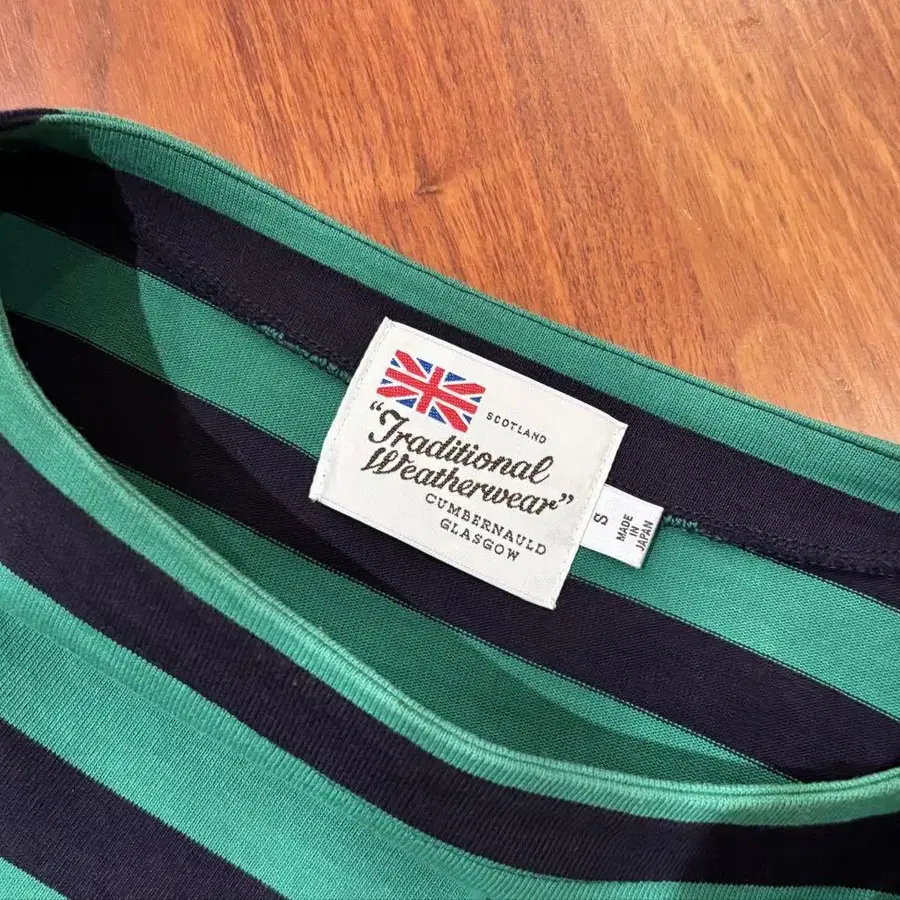 SCOTLAND
“Traditional
Weatherwear”
CUMBERNAULD
GLASGOW
S
MADE
IN
JAPAN